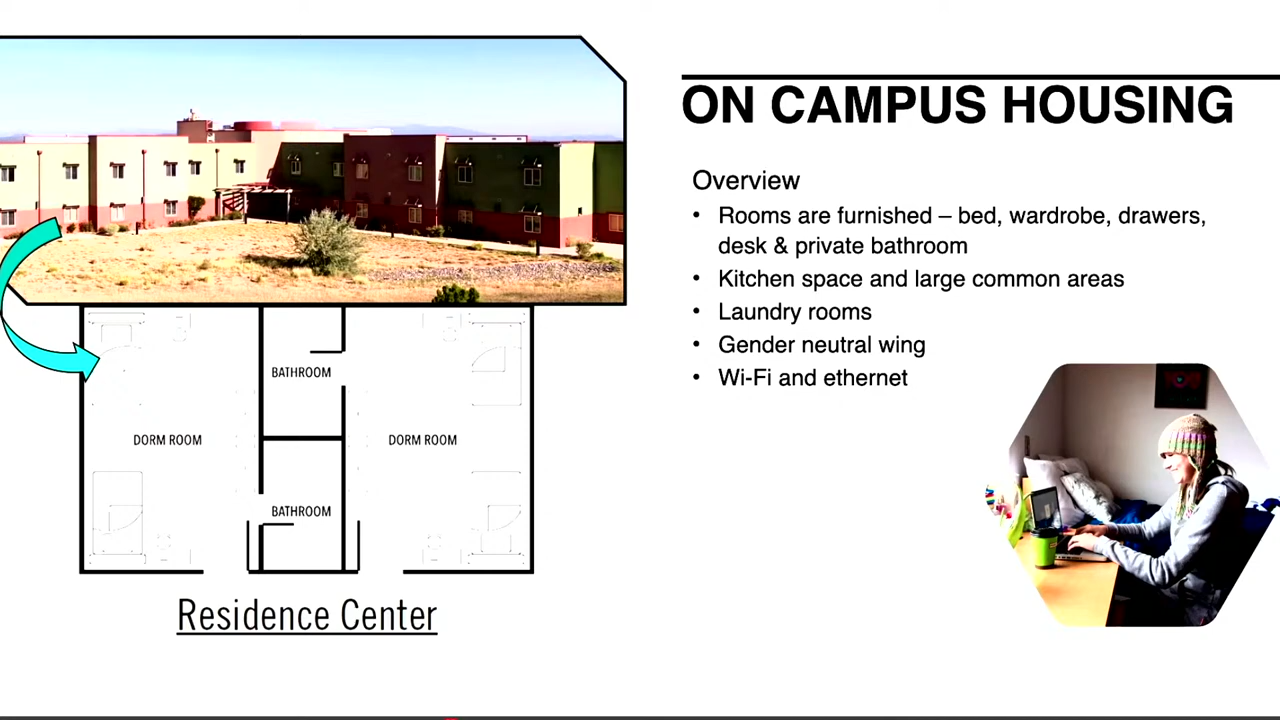 ON CAMPUS HOUSING
Overview
• Rooms are furnished – bed, wardrobe, drawers,
desk & private bathroom
• Kitchen space and large common areas
• Laundry rooms
• Gender neutral wing
• Wi-Fi and ethernet
BATHROOM
DORM ROOM
DORM ROOM
BATHROOM
Residence Center